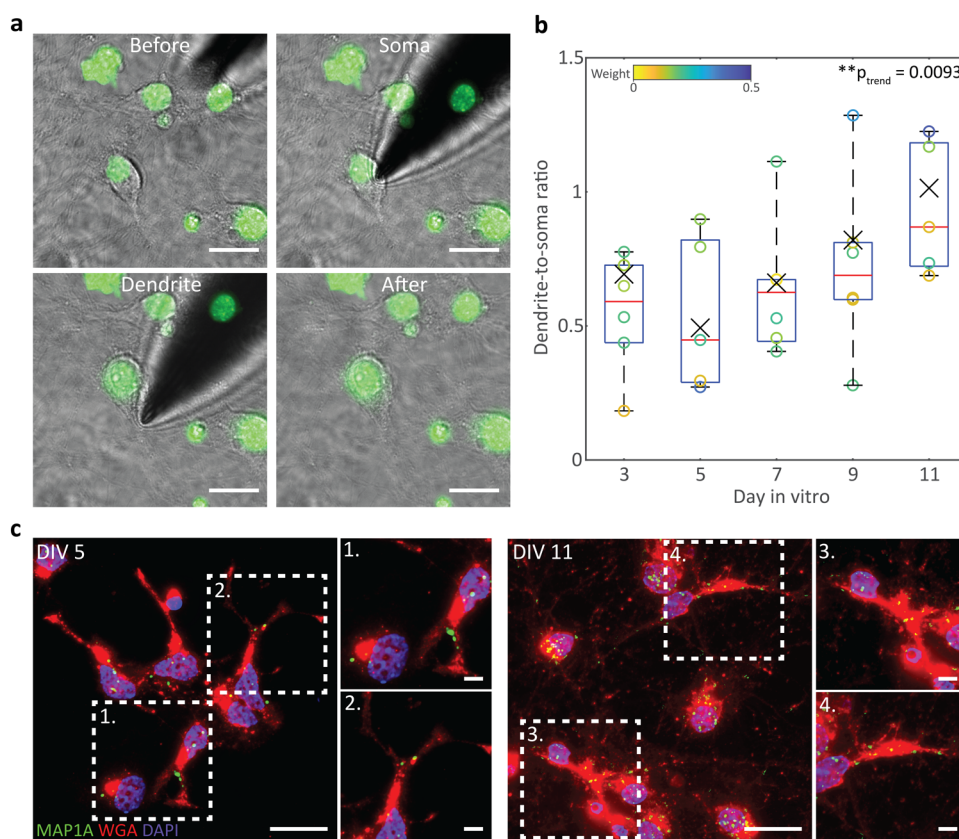 a
Before
Soma
Dendrite
After
b
Weight
0
0.5
**p_trend = 0.0093
1.5
1
0.5
0
Dendrite-to-soma ratio
3 5 7 9 11
Day in vitro
c
DIV 5
1.
2.
MAP1A WGA DAPI
1.
2.
DIV 11
4.
3.
3.
4.